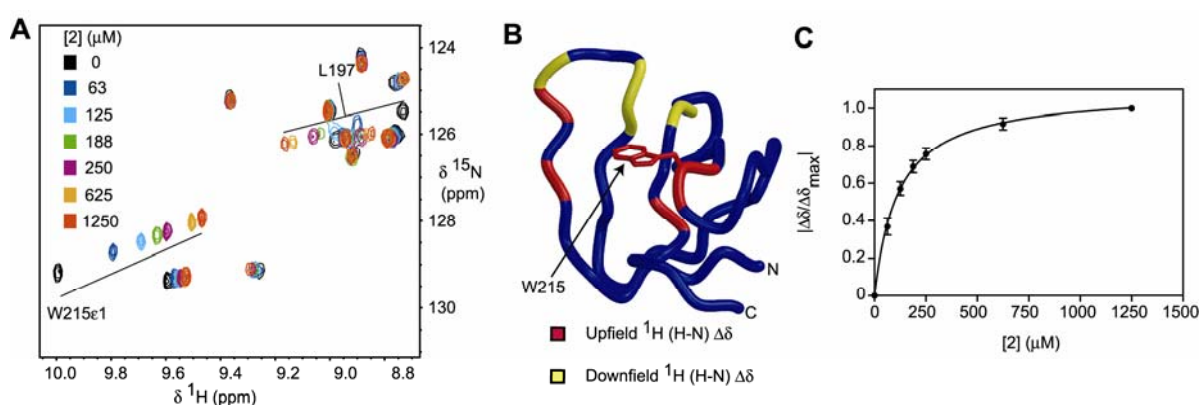 A
[2] (μM)
0
63
125
188
250
625
1250
L197
W215ε1
124
126
δ ¹⁵N
(ppm)
128
130
10.0 9.8 9.6 9.4 9.2 9.0 8.8
δ ¹H (ppm)
B
W215
N
C
Upfield ¹H (H-N) Δδ
Downfield ¹H (H-N) Δδ
C
|Δδ/Δδmax|
1.0
0.8
0.6
0.4
0.2
0
0 250 500 750 1000 1250 1500
[2] (μM)